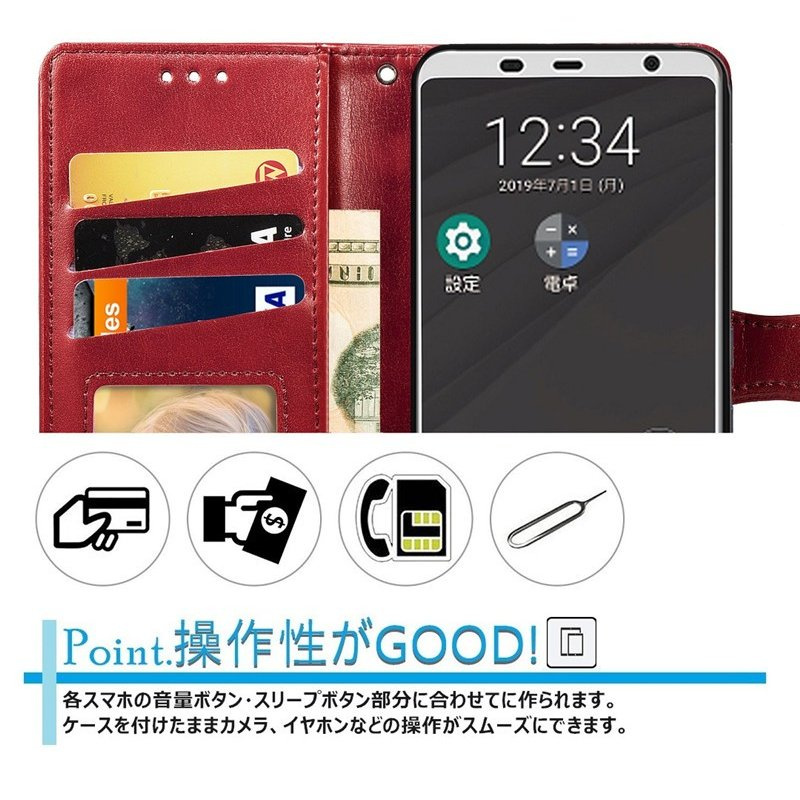 12:34
2019年7月1日 (月)
設定
電卓
Point.操作性がGOOD!
各スマホの音量ボタン・スリープボタン部分に合わせてに作られます。
ケースを付けたままカメラ、イヤホンなどの操作がスムーズにできます。